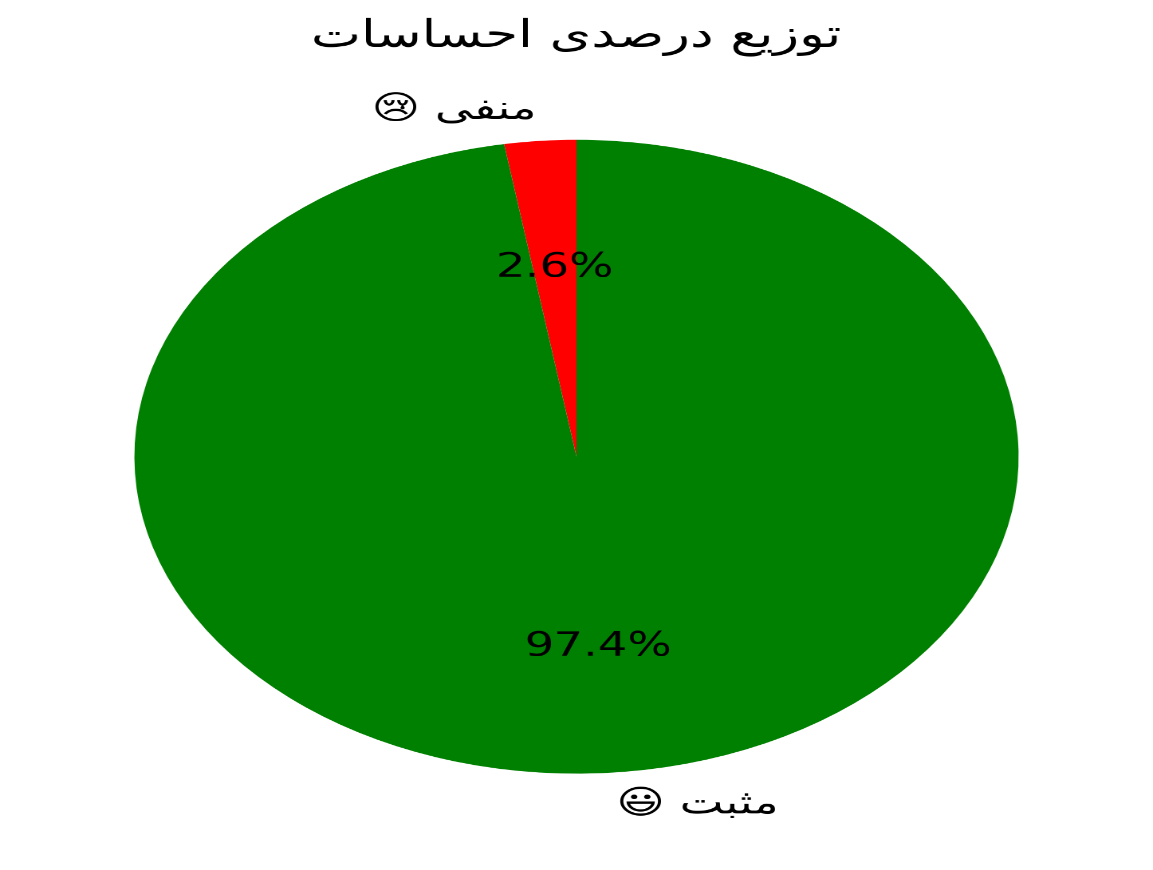 توزیع درصدی احساسات
منفی 😢
2.6%
97.4%
مثبت 😃